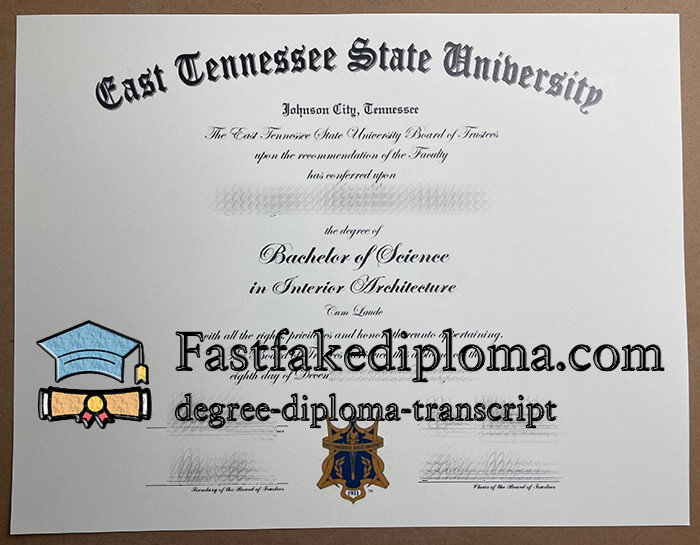 East Tennessee State University
Johnson City, Tennessee
The East Tennessee State University Board of Trustees
upon the recommendation of the Faculty
has conferred upon
the degree of
Bachelor of Science
in Interior Architecture
Cum Laude
with all the rights privileges and honors thereunto appertaining.
Fastfakediploma.com
eighth day of
degree-diploma-transcript
1911
Secretary of the Board of Trustees
Chair of the Board of Trustees